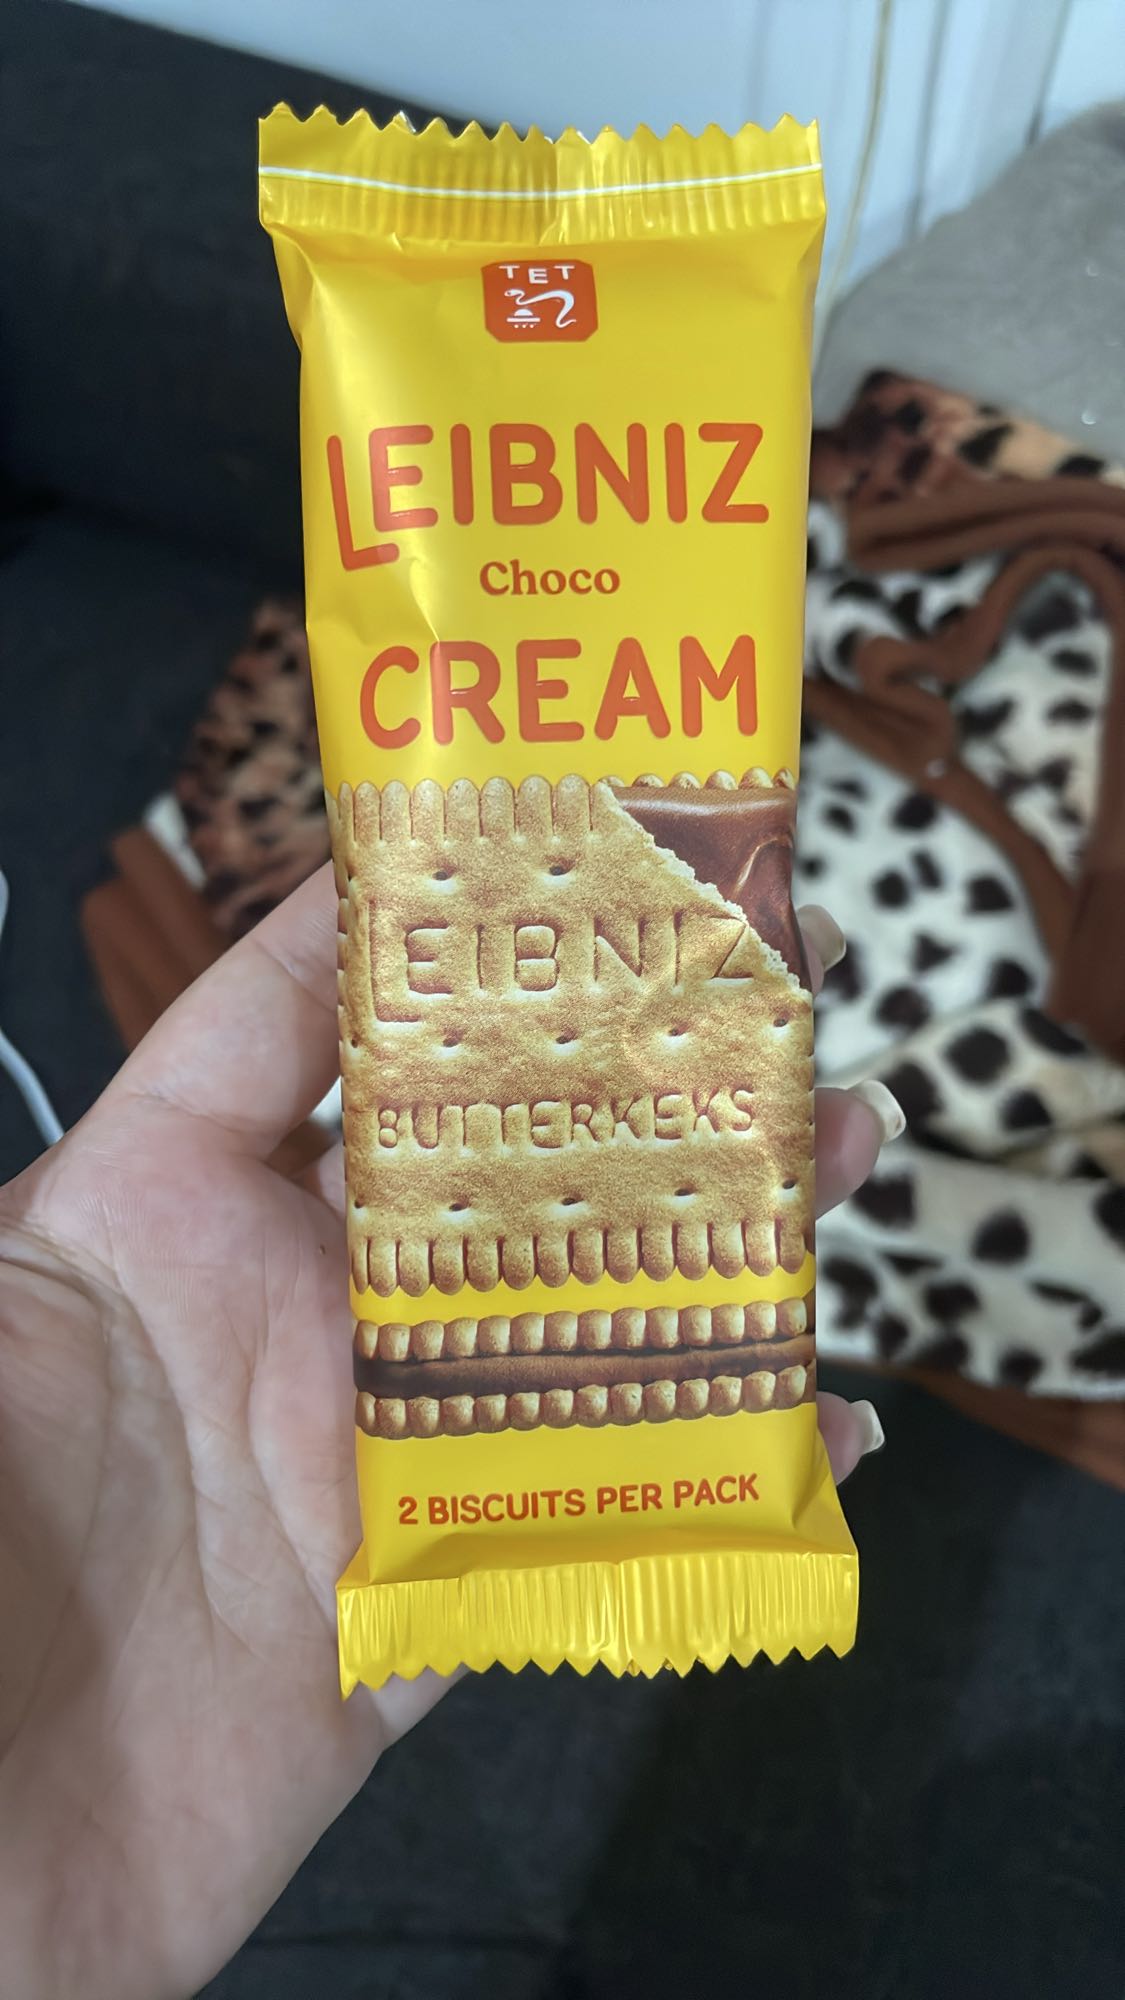 TET
LEIBNIZ
Choco
CREAM
LEIBNIZ
BUTTERKEKS
2 BISCUITS PER PACK